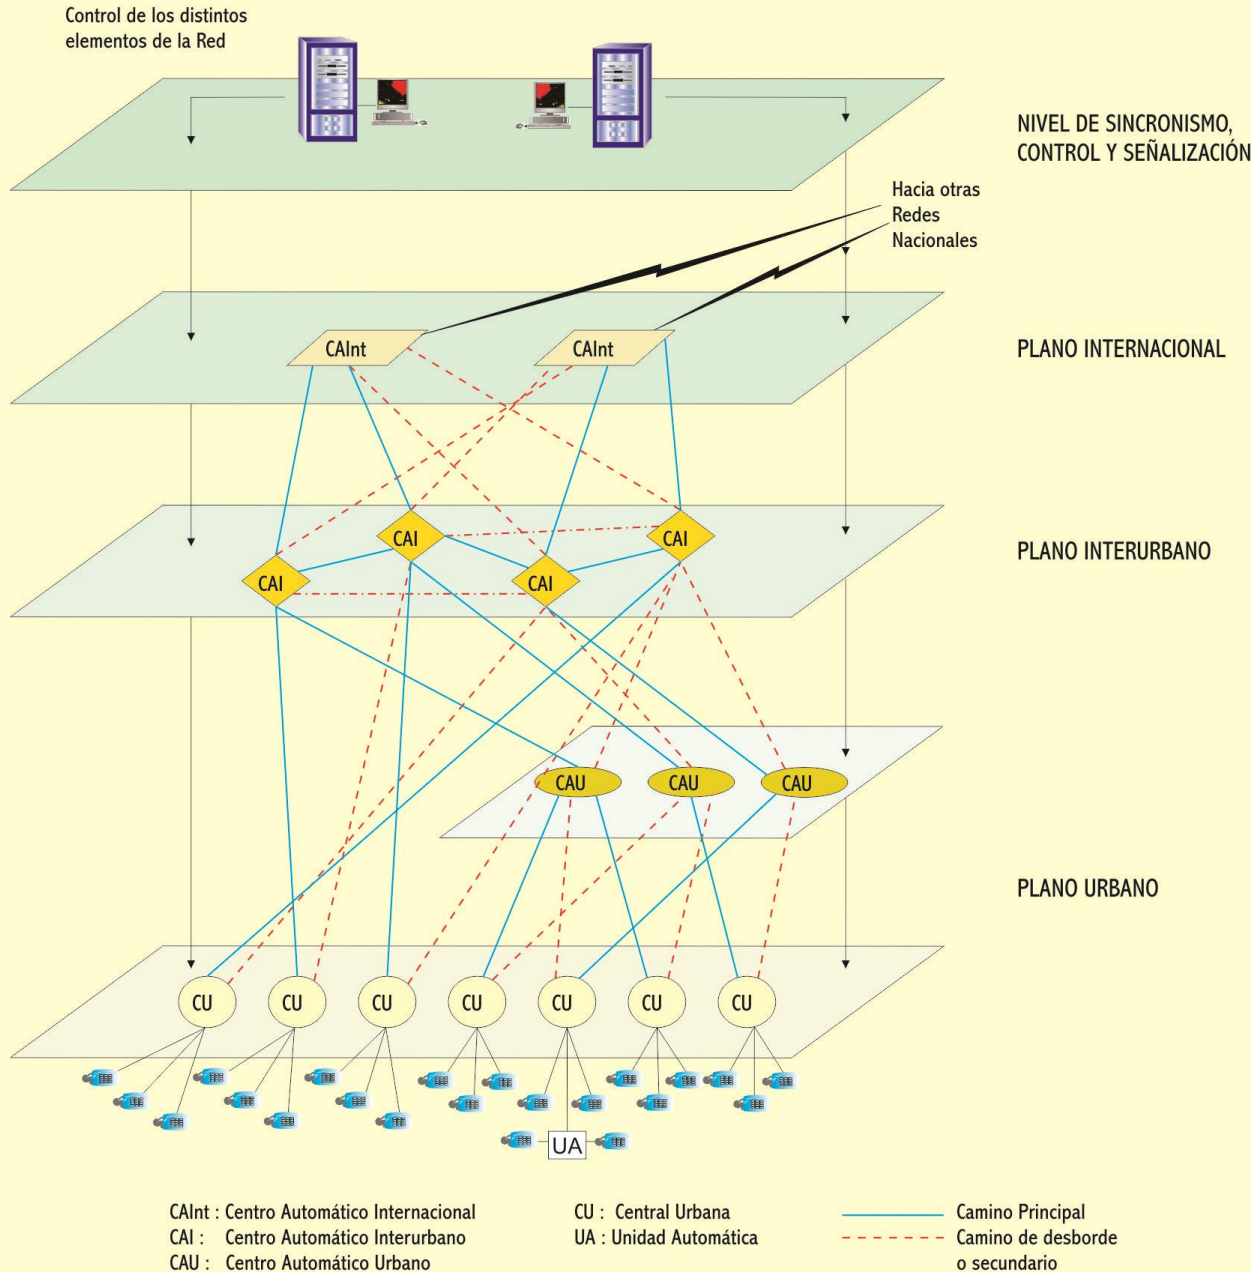 Control de los distintos
elementos de la Red
NIVEL DE SINCRONISMO,
CONTROL Y SEÑALIZACIÓN
Hacia otras
Redes
Nacionales
CAInt
CAInt
PLANO INTERNACIONAL
CAI
CAI
PLANO INTERURBANO
CAI
CAI
CAU
CAU
CAU
PLANO URBANO
CU
CU
CU
CU
CU
CU
CU
UA
CAInt : Centro Automático Internacional
CAI : Centro Automático Interurbano
CAU : Centro Automático Urbano
CU : Central Urbana
UA : Unidad Automática
Camino Principal
Camino de desborde
o secundario